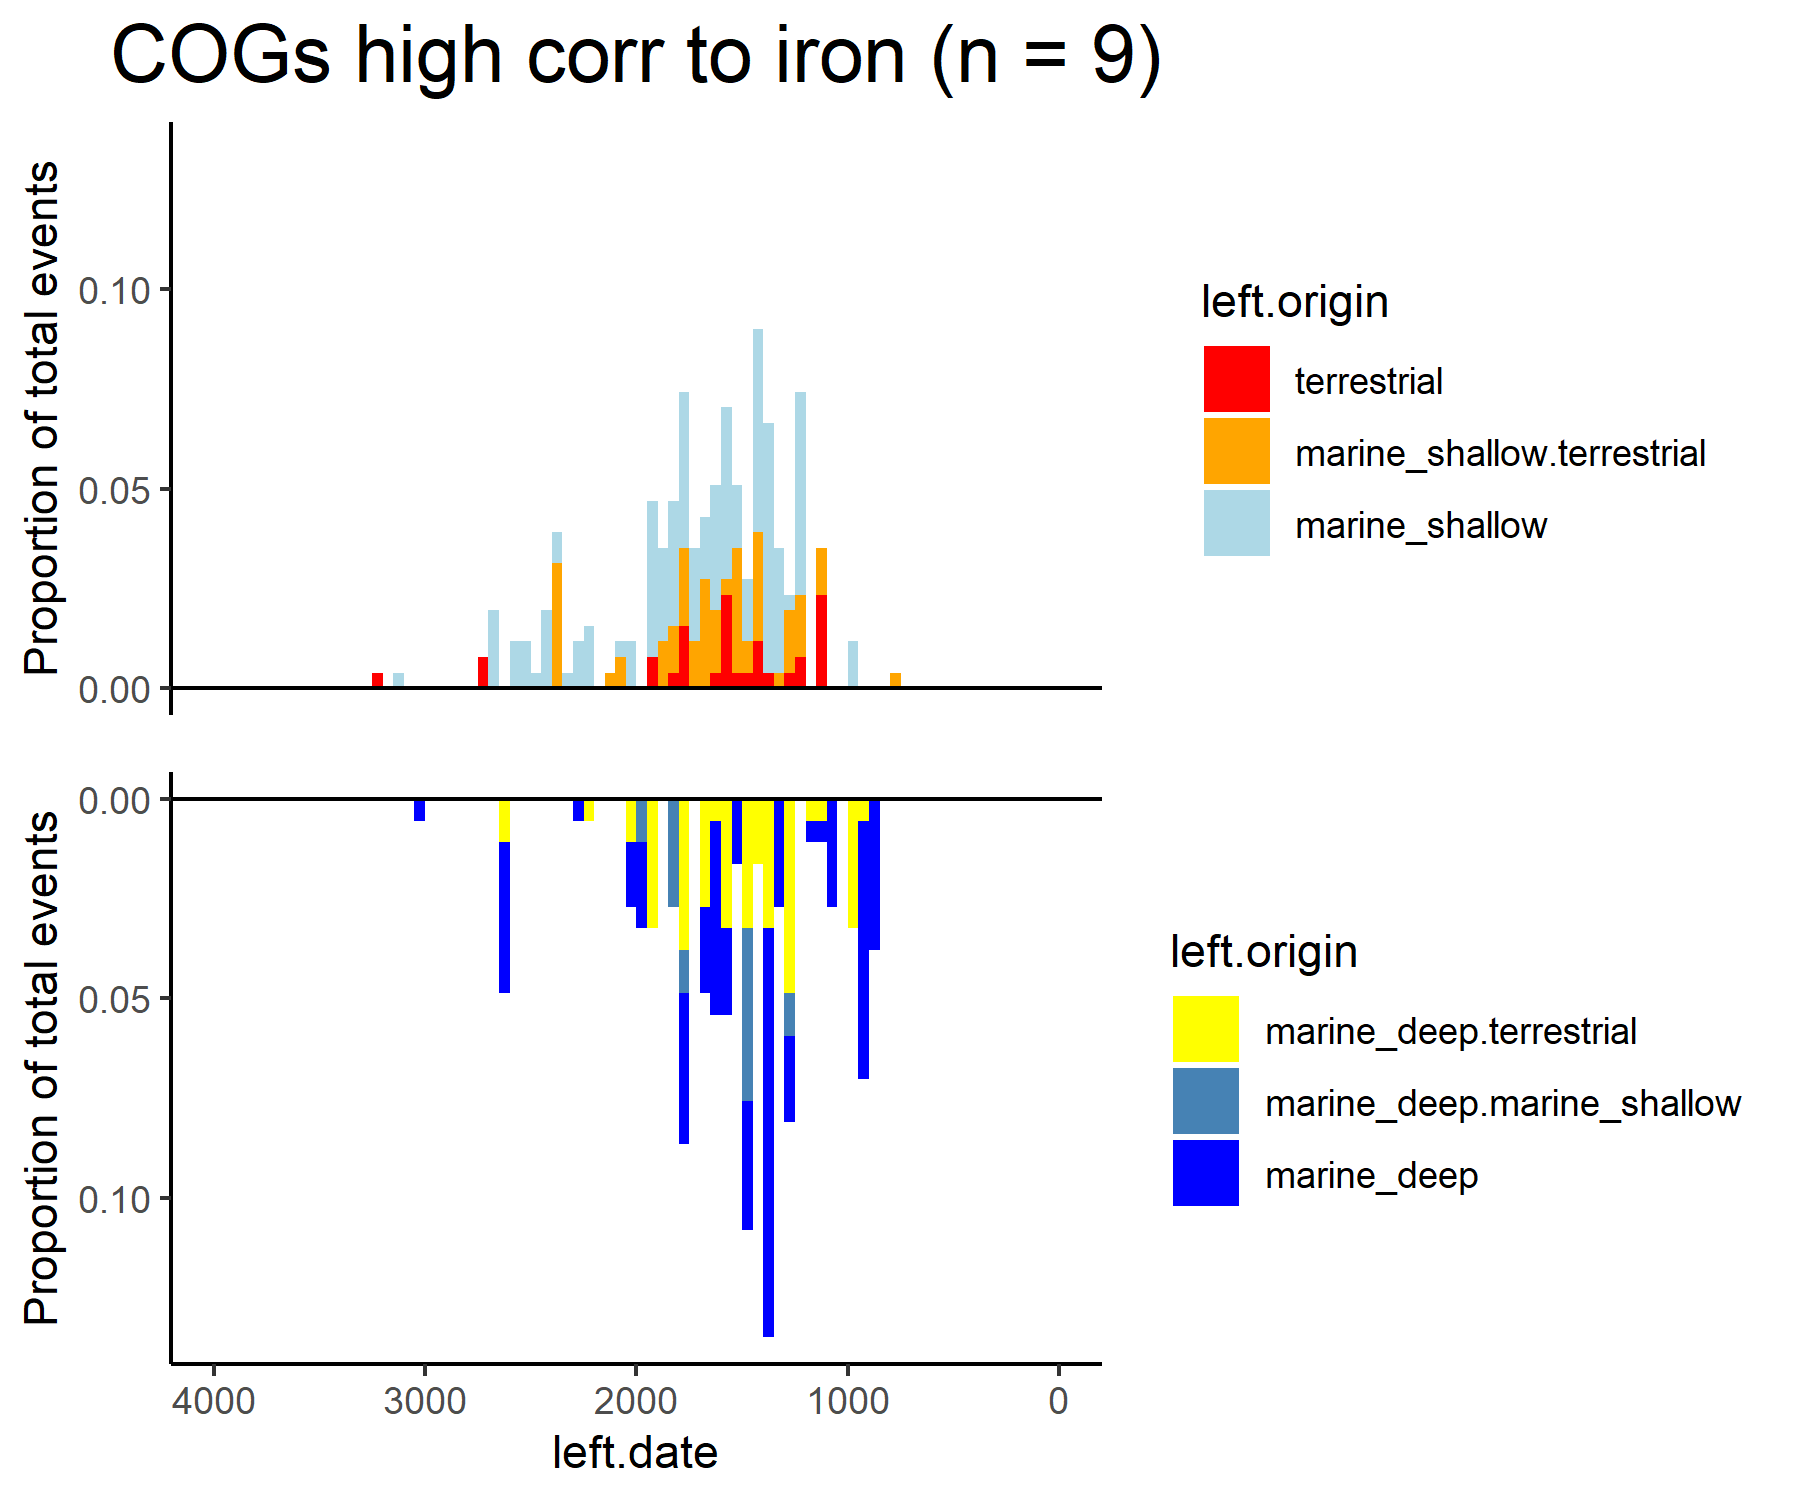 COGs high corr to iron (n = 9)
Proportion of total events
0.10
0.05
0.00
left.origin
terrestrial
marine_shallow.terrestrial
marine_shallow
Proportion of total events
0.00
0.05
0.10
left.origin
marine_deep.terrestrial
marine_deep.marine_shallow
marine_deep
4000 3000 2000 1000 0
left.date